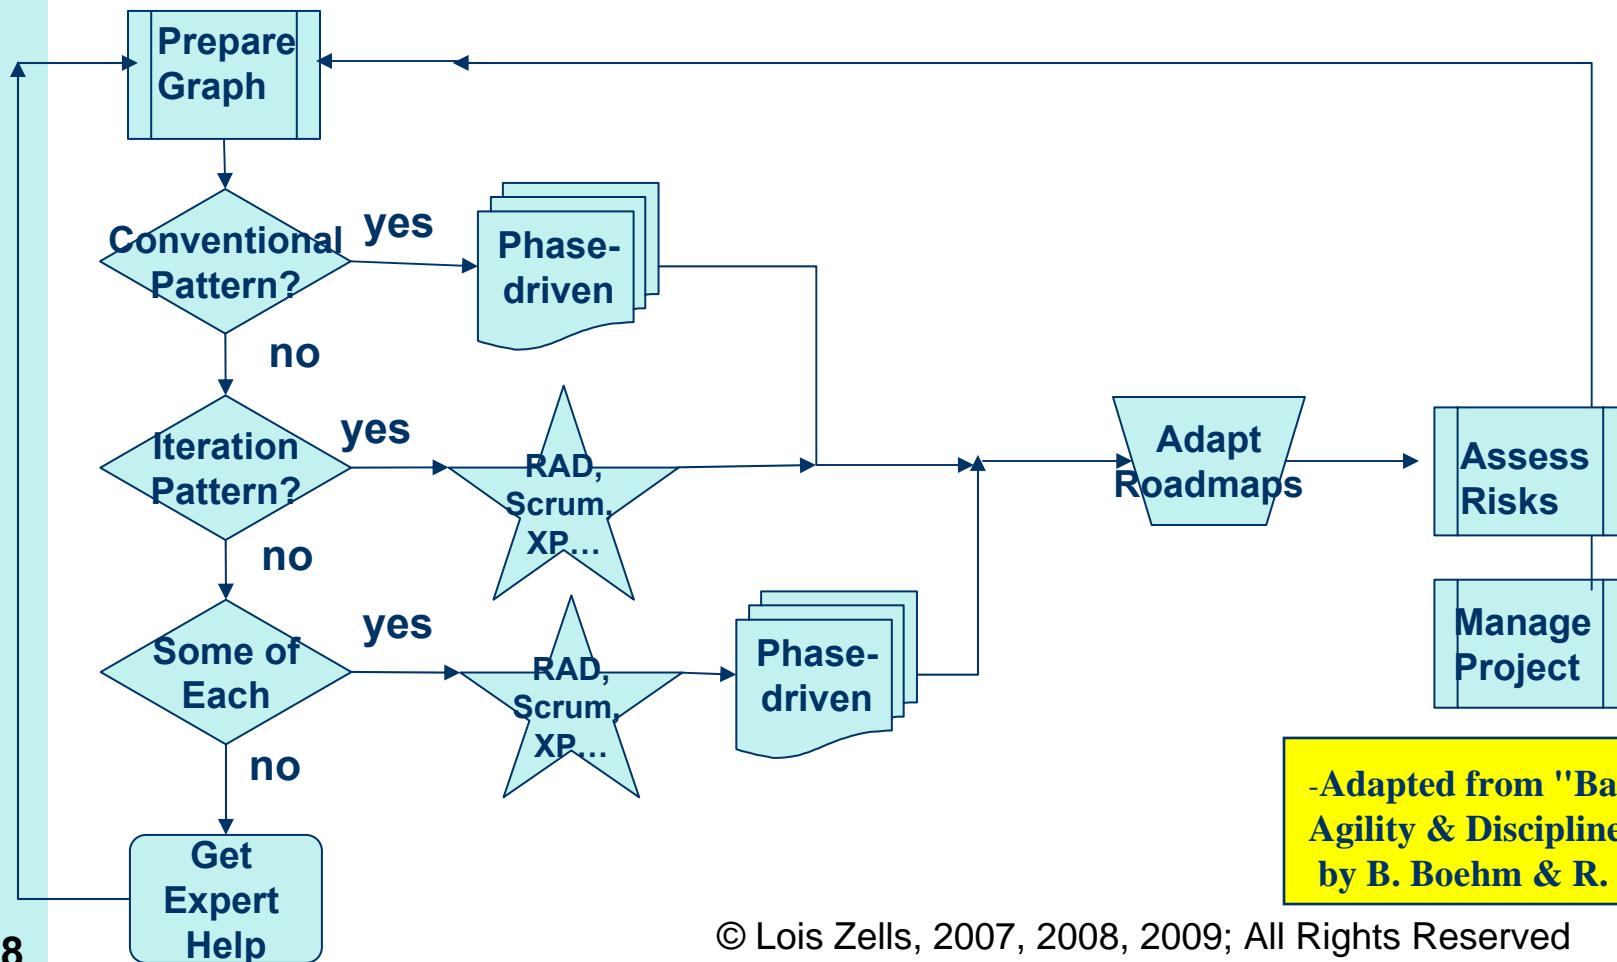 Prepare
Graph
Conventional
Pattern?
yes
Phase-
driven
no
Iteration
Pattern?
yes
RAD,
Scrum,
XP…
no
Some of
Each
yes
RAD,
Scrum,
XP…
Phase-
driven
no
Get
Expert
Help
Adapt
Roadmaps
Assess
Risks
Manage
Project
-Adapted from "Ba
Agility & Discipline
by B. Boehm & R.
© Lois Zells, 2007, 2008, 2009; All Rights Reserved
8